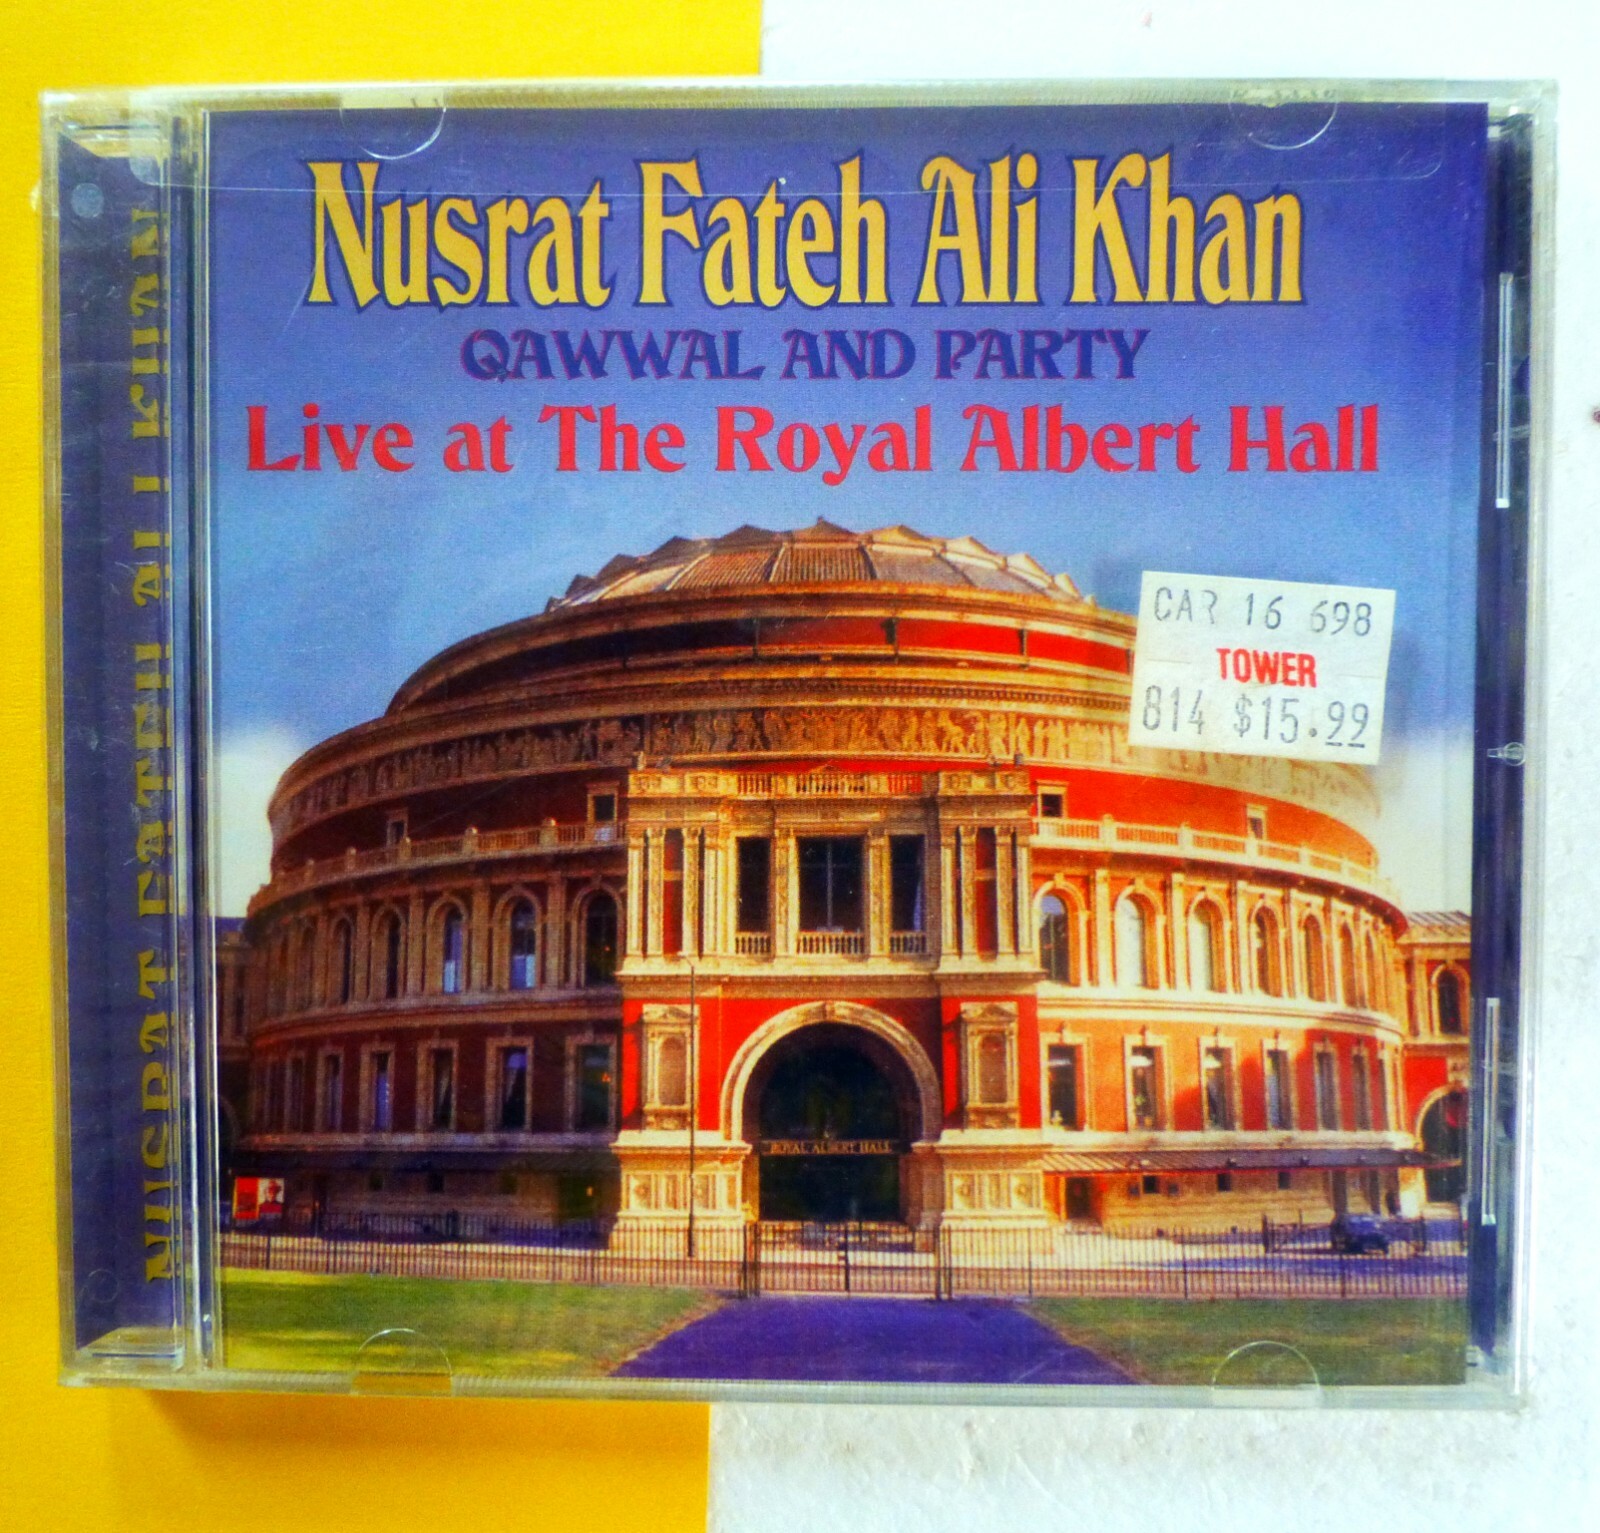 Nusrat Fateh Ali Khan
QAWWAL AND PARTY
Live at The Royal Albert Hall
CAR 16 698
TOWER
814 $15.99
ROYAL ALBERT HALL
NUSRAT FATEH ALI KHAN